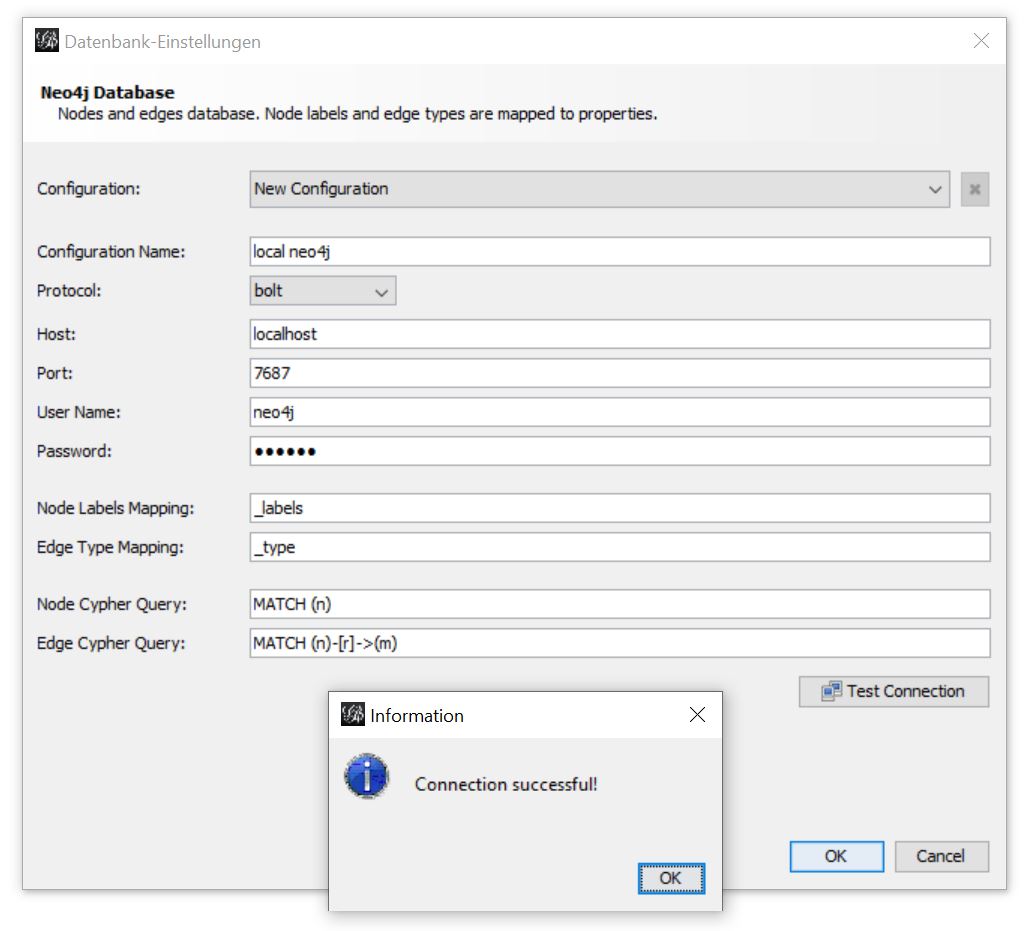 Datenbank-Einstellungen
Neo4j Database
Nodes and edges database. Node labels and edge types are mapped to properties.
Configuration: New Configuration
Configuration Name: local neo4j
Protocol: bolt
Host: localhost
Port: 7687
User Name: neo4j
Password: ••••••
Node Labels Mapping: _labels
Edge Type Mapping: _type
Node Cypher Query: MATCH (n)
Edge Cypher Query: MATCH (n)-[r]->(m)
Test Connection
Information
Connection successful!
OK
OK Cancel